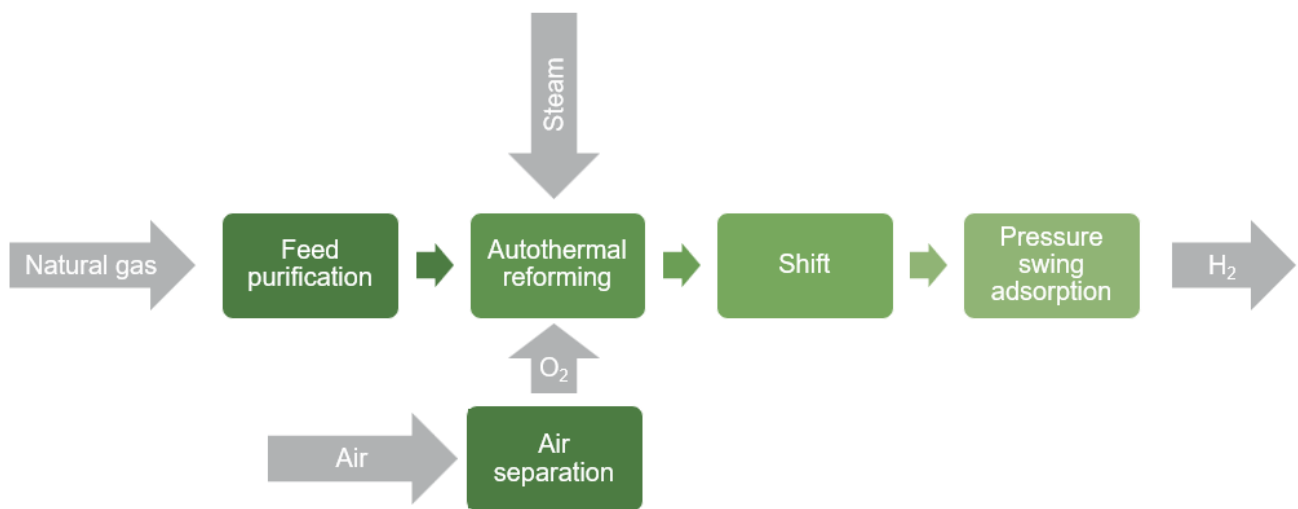 Steam
Natural gas
Feed
purification
Autothermal
reforming
Shift
Pressure
swing
adsorption
H₂
O₂
Air
Air
separation